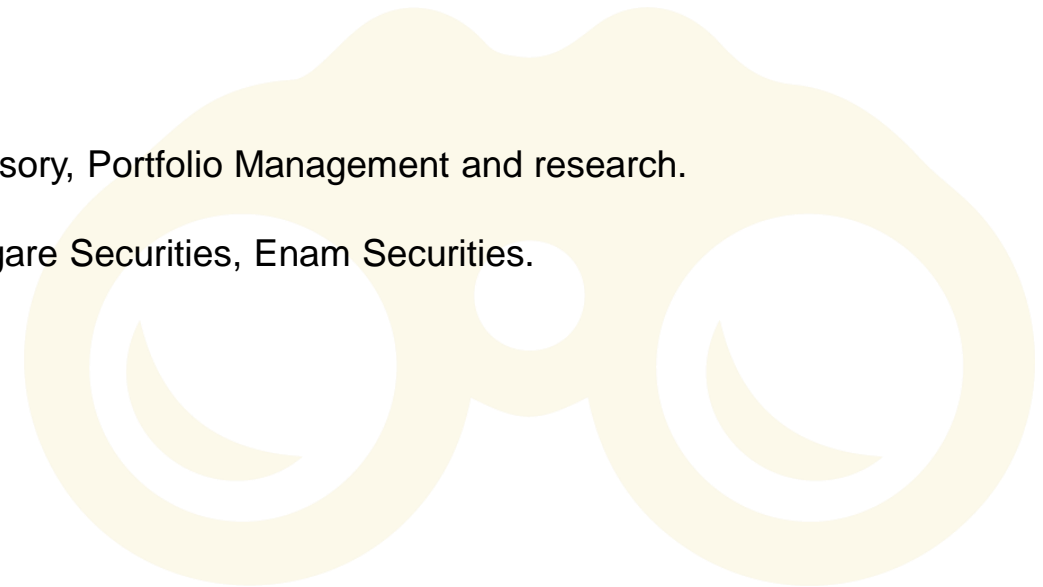 sory, Portfolio Management and research.
gare Securities, Enam Securities.